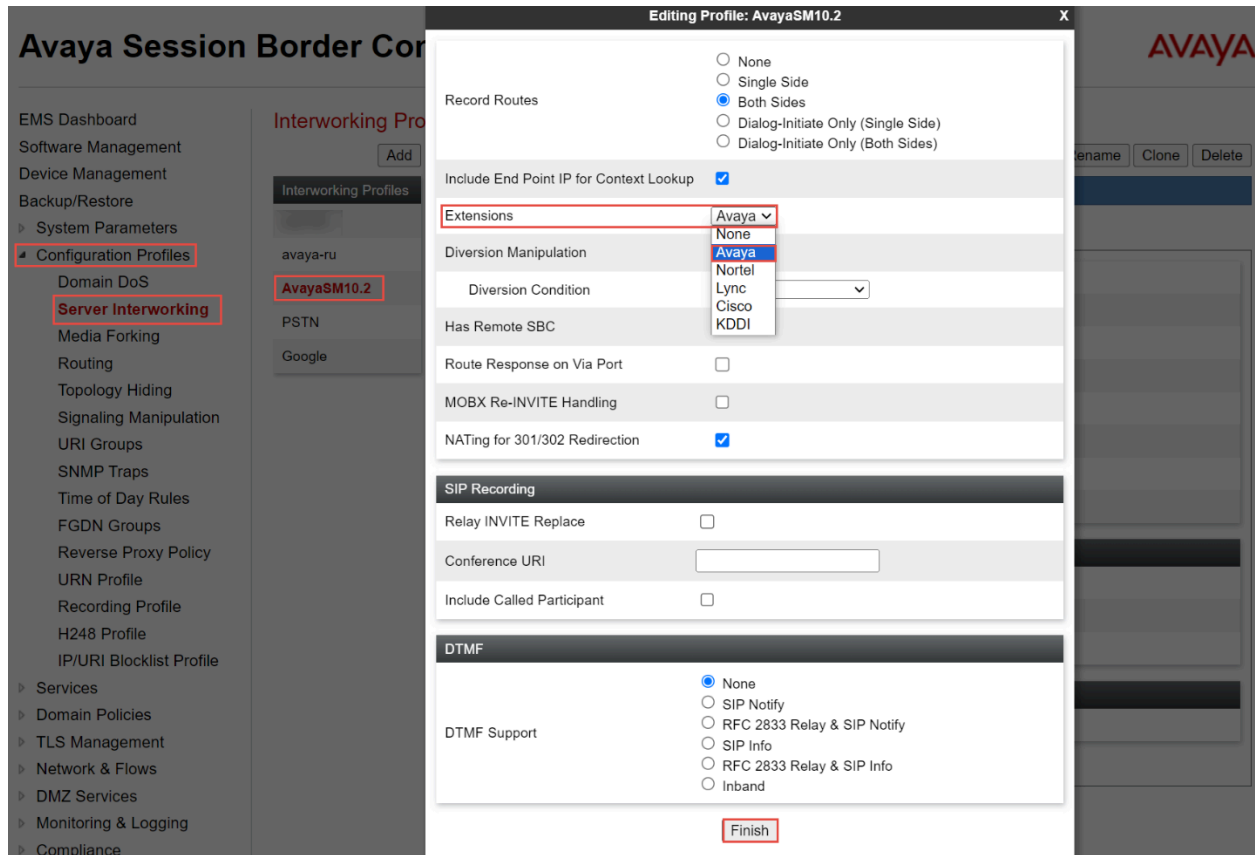 Editing Profile: AvayaSM10.2 X
Avaya Session Border Cor
AVAYA
EMS Dashboard
Software Management
Device Management
Backup/Restore
System Parameters
Configuration Profiles
Domain DoS
Server Interworking
Media Forking
Routing
Topology Hiding
Signaling Manipulation
URI Groups
SNMP Traps
Time of Day Rules
FGDN Groups
Reverse Proxy Policy
URN Profile
Recording Profile
H248 Profile
IP/URI Blocklist Profile
Services
Domain Policies
TLS Management
Network & Flows
DMZ Services
Monitoring & Logging
Compliance
Interworking Pro
Add
Interworking Profiles
avaya-ru
AvayaSM10.2
PSTN
Google
ename Clone Delete
Record Routes
None
Single Side
Both Sides
Dialog-Initiate Only (Single Side)
Dialog-Initiate Only (Both Sides)
Include End Point IP for Context Lookup
Extensions Avaya
None
Avaya
Nortel
Lync
Cisco
KDDI
Diversion Manipulation
Diversion Condition
Has Remote SBC
Route Response on Via Port
MOBX Re-INVITE Handling
NATing for 301/302 Redirection
SIP Recording
Relay INVITE Replace
Conference URI
Include Called Participant
DTMF
DTMF Support
None
SIP Notify
RFC 2833 Relay & SIP Notify
SIP Info
RFC 2833 Relay & SIP Info
Inband
Finish